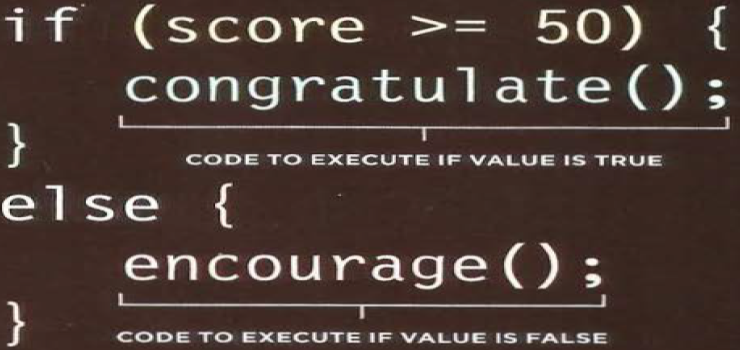 if (score >= 50) {
congratulate();
}
CODE TO EXECUTE IF VALUE IS TRUE
else {
encourage();
}
CODE TO EXECUTE IF VALUE IS FALSE